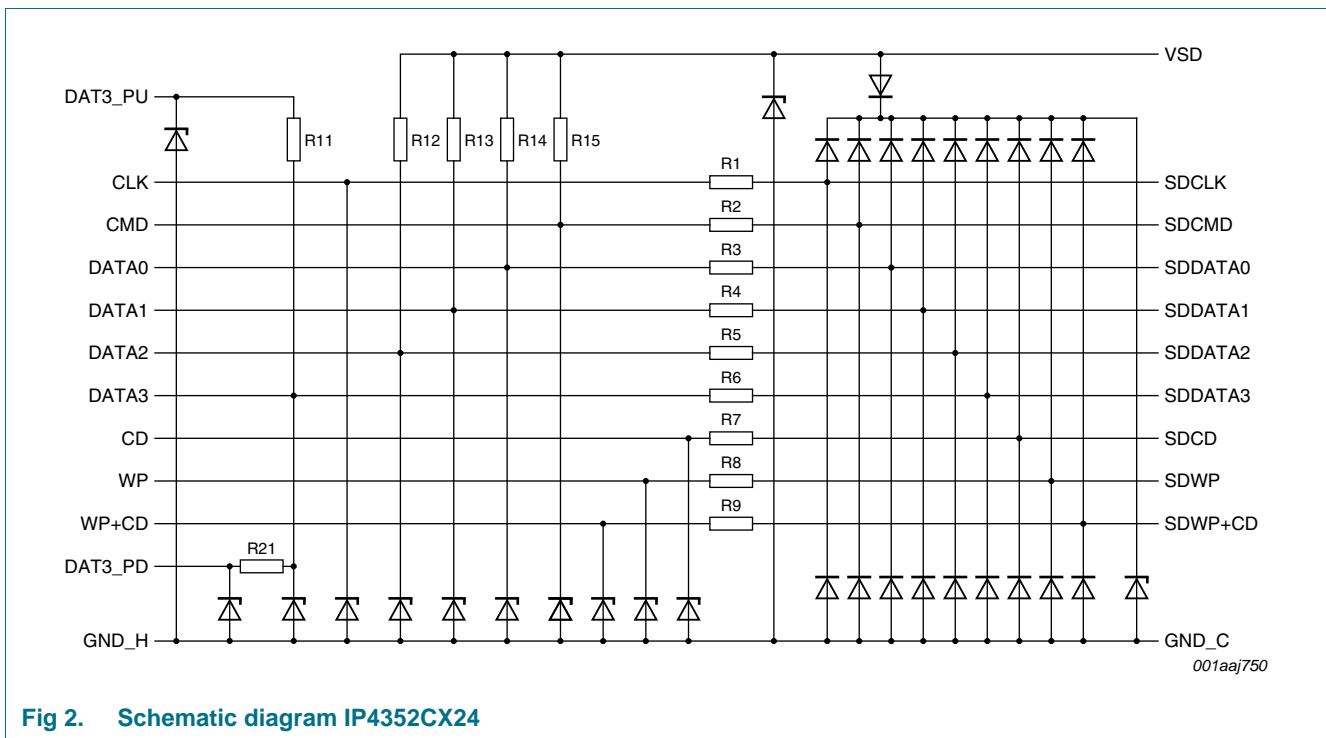 VSD
DAT3_PU
R11
R12
R13
R14
R15
CLK
R1
SDCLK
CMD
R2
SDCMD
DATA0
R3
SDDATA0
DATA1
R4
SDDATA1
DATA2
R5
SDDATA2
DATA3
R6
SDDATA3
CD
R7
SDCD
WP
R8
SDWP
WP+CD
R9
SDWP+CD
DAT3_PD
R21
GND_H
GND_C
001aaj750
Fig 2. Schematic diagram IP4352CX24